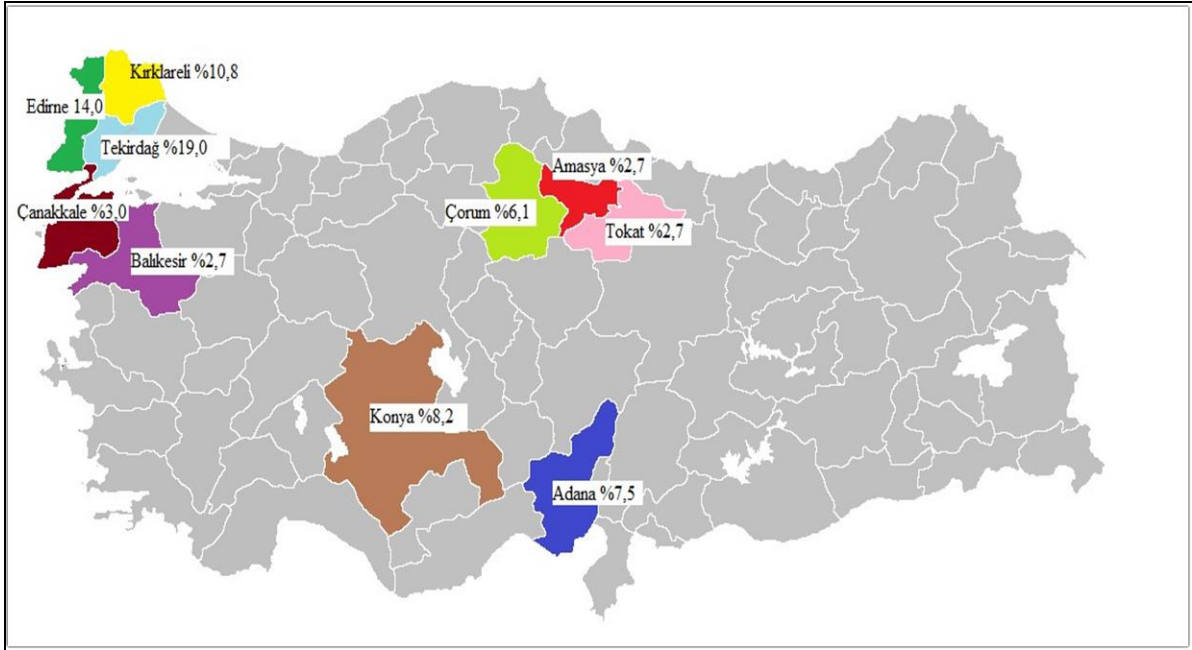 Kırklareli %10,8
Edirne 14,0
Tekirdağ %19,0
Amasya %2,7
Çanakkale %3,0
Çorum %6,1
Tokat %2,7
Balıkesir %2,7
Konya %8,2
Adana %7,5